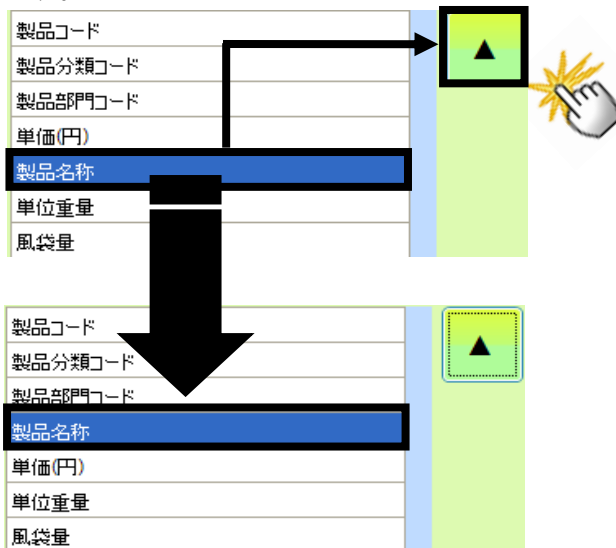 製品コード
製品分類コード
製品部門コード
単価(円)
製品名称
単位重量
風袋量
▲
製品コード
製品分類コード
製品部門コード
製品名称
単価(円)
単位重量
風袋量
▲